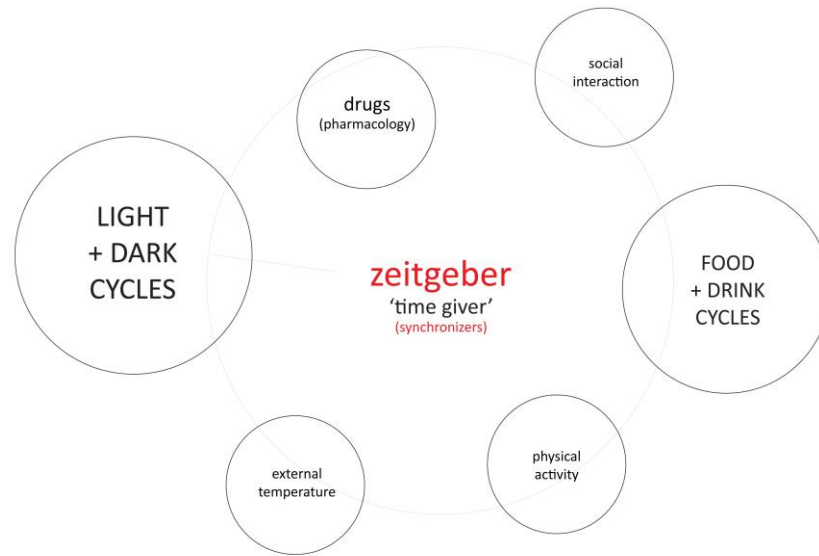 social
interaction
drugs
(pharmacology)
LIGHT
+ DARK
CYCLES
zeitgeber
‘time giver’
(synchronizers)
FOOD
+ DRINK
CYCLES
physical
activity
external
temperature